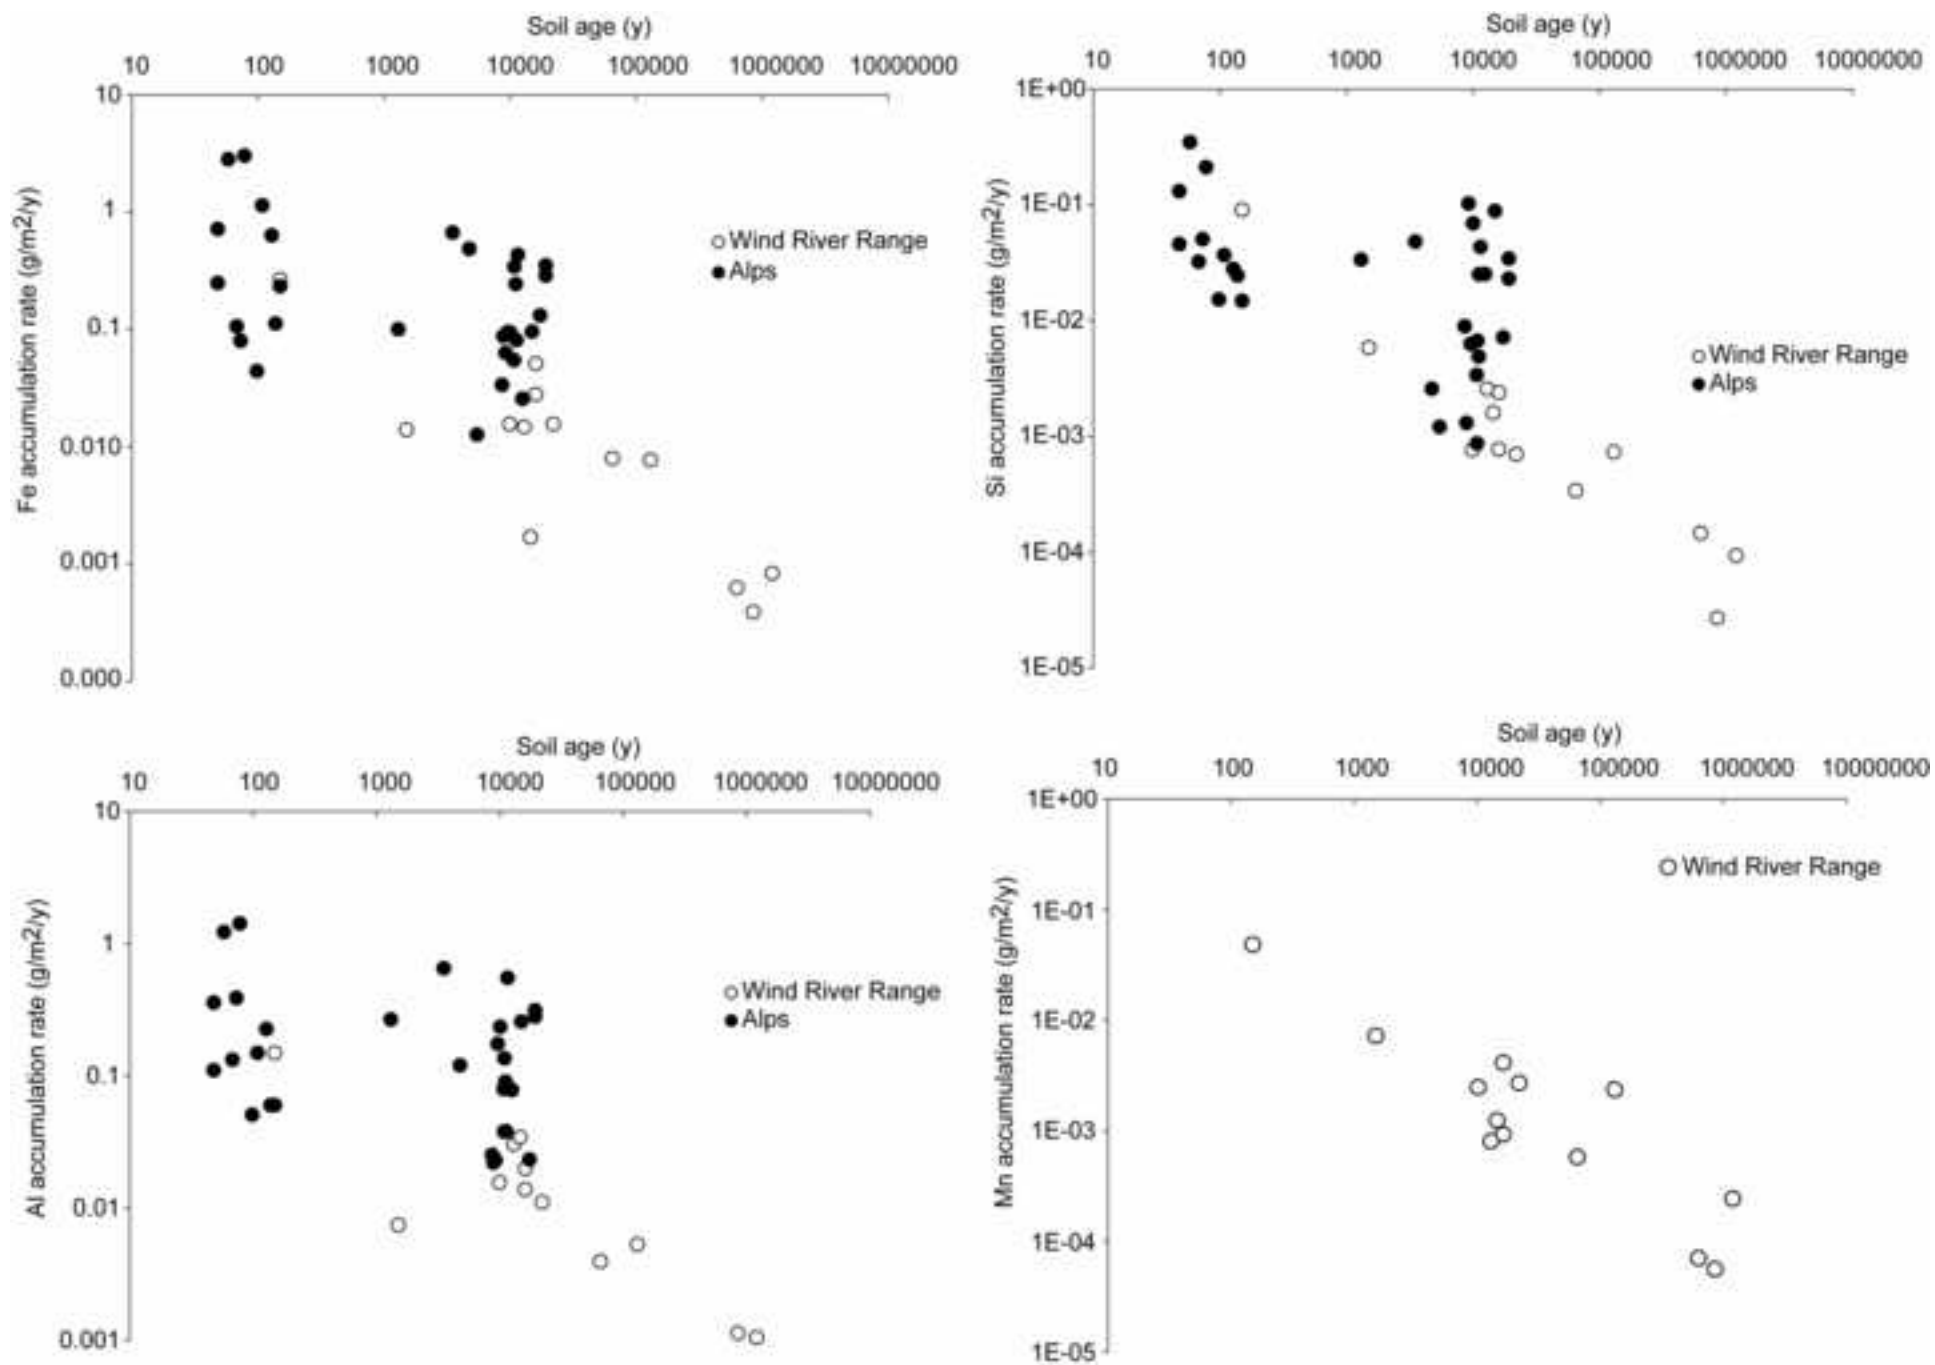 Soil age (y)
10 100 1000 10000 100000 1000000 10000000
10
1
0.1
0.010
0.001
0.000
Fe accumulation rate (g/m2/y)
Wind River Range
Alps
Soil age (y)
10 100 1000 10000 100000 1000000 10000000
1E+00
1E-01
1E-02
1E-03
1E-04
1E-05
Si accumulation rate (g/m2/y)
Wind River Range
Alps
Soil age (y)
10 100 1000 10000 100000 1000000 10000000
10
1
0.1
0.01
0.001
Al accumulation rate (g/m2/y)
Wind River Range
Alps
Soil age (y)
10 100 1000 10000 100000 1000000 10000000
1E+00
1E-01
1E-02
1E-03
1E-04
1E-05
Mn accumulation rate (g/m2/y)
Wind River Range